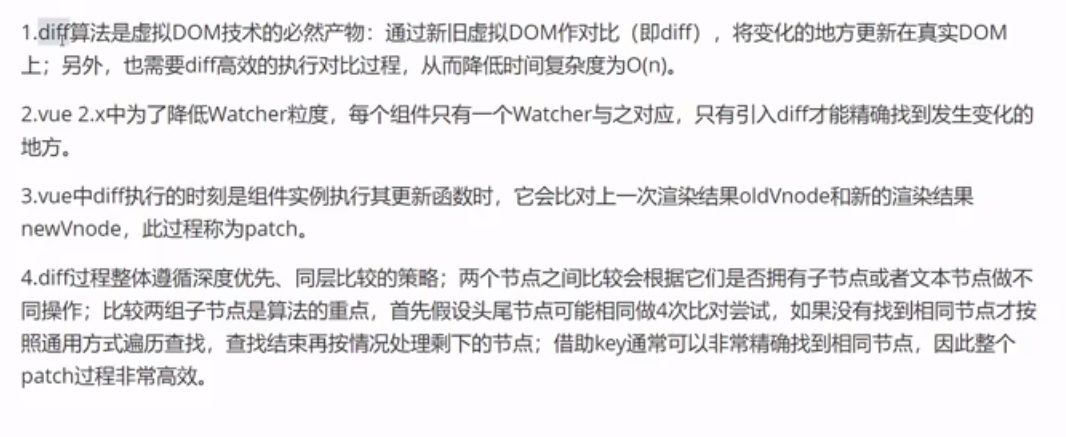 1.diff算法是虚拟DOM技术的必然产物：通过新旧虚拟DOM作对比（即diff），将变化的地方更新在真实DOM
上；另外，也需要diff高效的执行对比过程，从而降低时间复杂度为O(n)。
2.vue 2.x中为了降低Watcher粒度，每个组件只有一个Watcher与之对应，只有引入diff才能精确找到发生变化的
地方。
3.vue中diff执行的时刻是组件实例执行其更新函数时，它会比对上一次渲染结果oldVnode和新的渲染结果
newVnode，此过程称为patch。
4.diff过程整体遵循深度优先、同层比较的策略；两个节点之间比较会根据它们是否拥有子节点或者文本节点做不
同操作；比较两组子节点是算法的重点，首先假设头尾节点可能相同做4次比对尝试，如果没有找到相同节点才按
照通用方式遍历查找，查找结束再按情况处理剩下的节点；借助key通常可以非常精确找到相同节点，因此整个
patch过程非常高效。